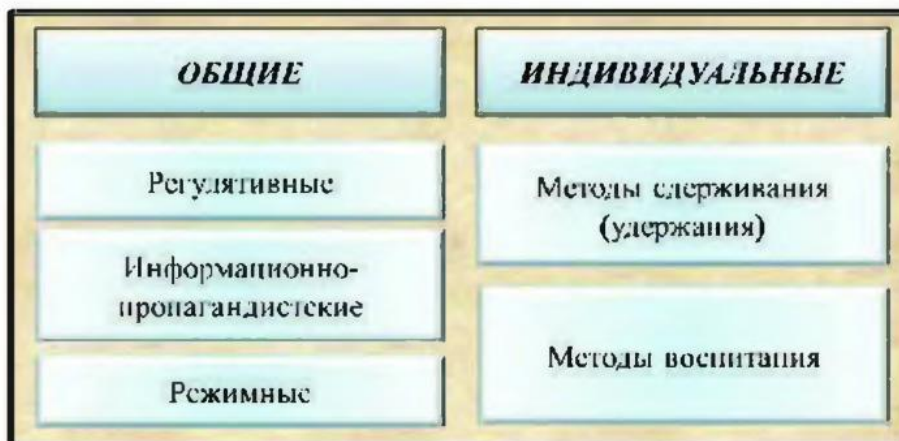 ОБЩИЕ
Регулятивные
Информационно-
пропагандистские
Режимные
ИНДИВИДУАЛЬНЫЕ
Методы сдерживания
(удержания)
Методы воспитания